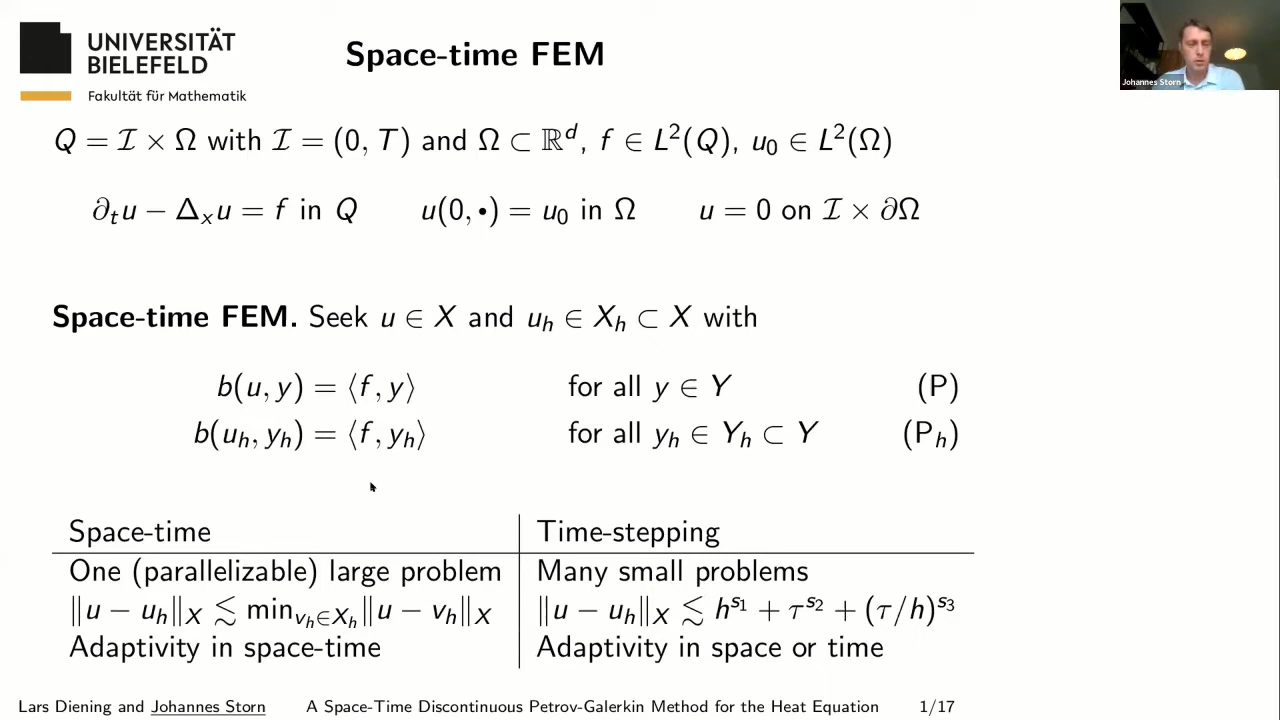 UNIVERSITÄT
BIELEFELD
Fakultät für Mathematik
Space-time FEM
Johannes Storn
Q = ℐ × Ω with ℐ = (0, T) and Ω ⊂ ℝᵈ, f ∈ L²(Q), u₀ ∈ L²(Ω)
∂ₜu − Δₓu = f in Q u(0, •) = u₀ in Ω u = 0 on ℐ × ∂Ω
Space-time FEM. Seek u ∈ X and uₕ ∈ Xₕ ⊂ X with
b(u, y) = ⟨f, y⟩ for all y ∈ Y (P)
b(uₕ, yₕ) = ⟨f, yₕ⟩ for all yₕ ∈ Yₕ ⊂ Y (Pₕ)
Space-time Time-stepping
One (parallelizable) large problem Many small problems
‖u − uₕ‖_X ≲ min_{vₕ∈Xₕ}‖u − vₕ‖_X ‖u − uₕ‖_X ≲ h^{s₁} + τ^{s₂} + (τ/h)^{s₃}
Adaptivity in space-time Adaptivity in space or time
Lars Diening and Johannes Storn A Space-Time Discontinuous Petrov-Galerkin Method for the Heat Equation 1/17